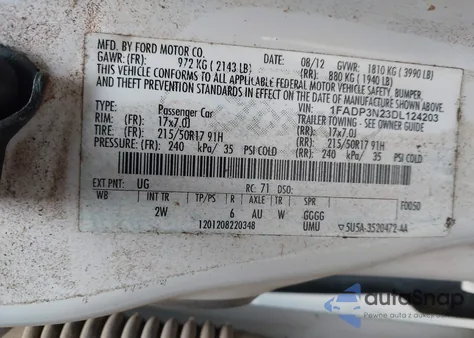 MFD. BY FORD MOTOR CO. DATE: 08/12 GVWR: 1810 KG (3990 LB)
GAWR: (FR): 972 KG (2143 LB) (RR): 880 KG (1940 LB)
THIS VEHICLE CONFORMS TO ALL APPLICABLE FEDERAL MOTOR VEHICLE SAFETY, BUMPER
AND THEFT PREVENTION STANDARDS IN EFFECT ON THE DATE OF MANUFACTURE SHOWN ABOVE.
VIN: 1FADP3N23DL124203
TYPE: Passenger Car TRAILER TOWING - SEE OWNER GUIDE
RIM: (FR) 17x7.0J (RR) 17x7.0J
TIRE: (FR) 215/50R17 91H (RR) 215/50R17 91H
PRESSURE: (FR) 240 kPa/ 35 PSI COLD (RR) 240 kPa/ 35 PSI COLD
EXT PNT: UG RC: 71 DSO: F0050
WB INT TR TP/PS R AXLE TR SPR
2W 6 AU W GGGG
1201208220348 UMU 5U5A-3520472-AA
autoSnap
Pewne auto z